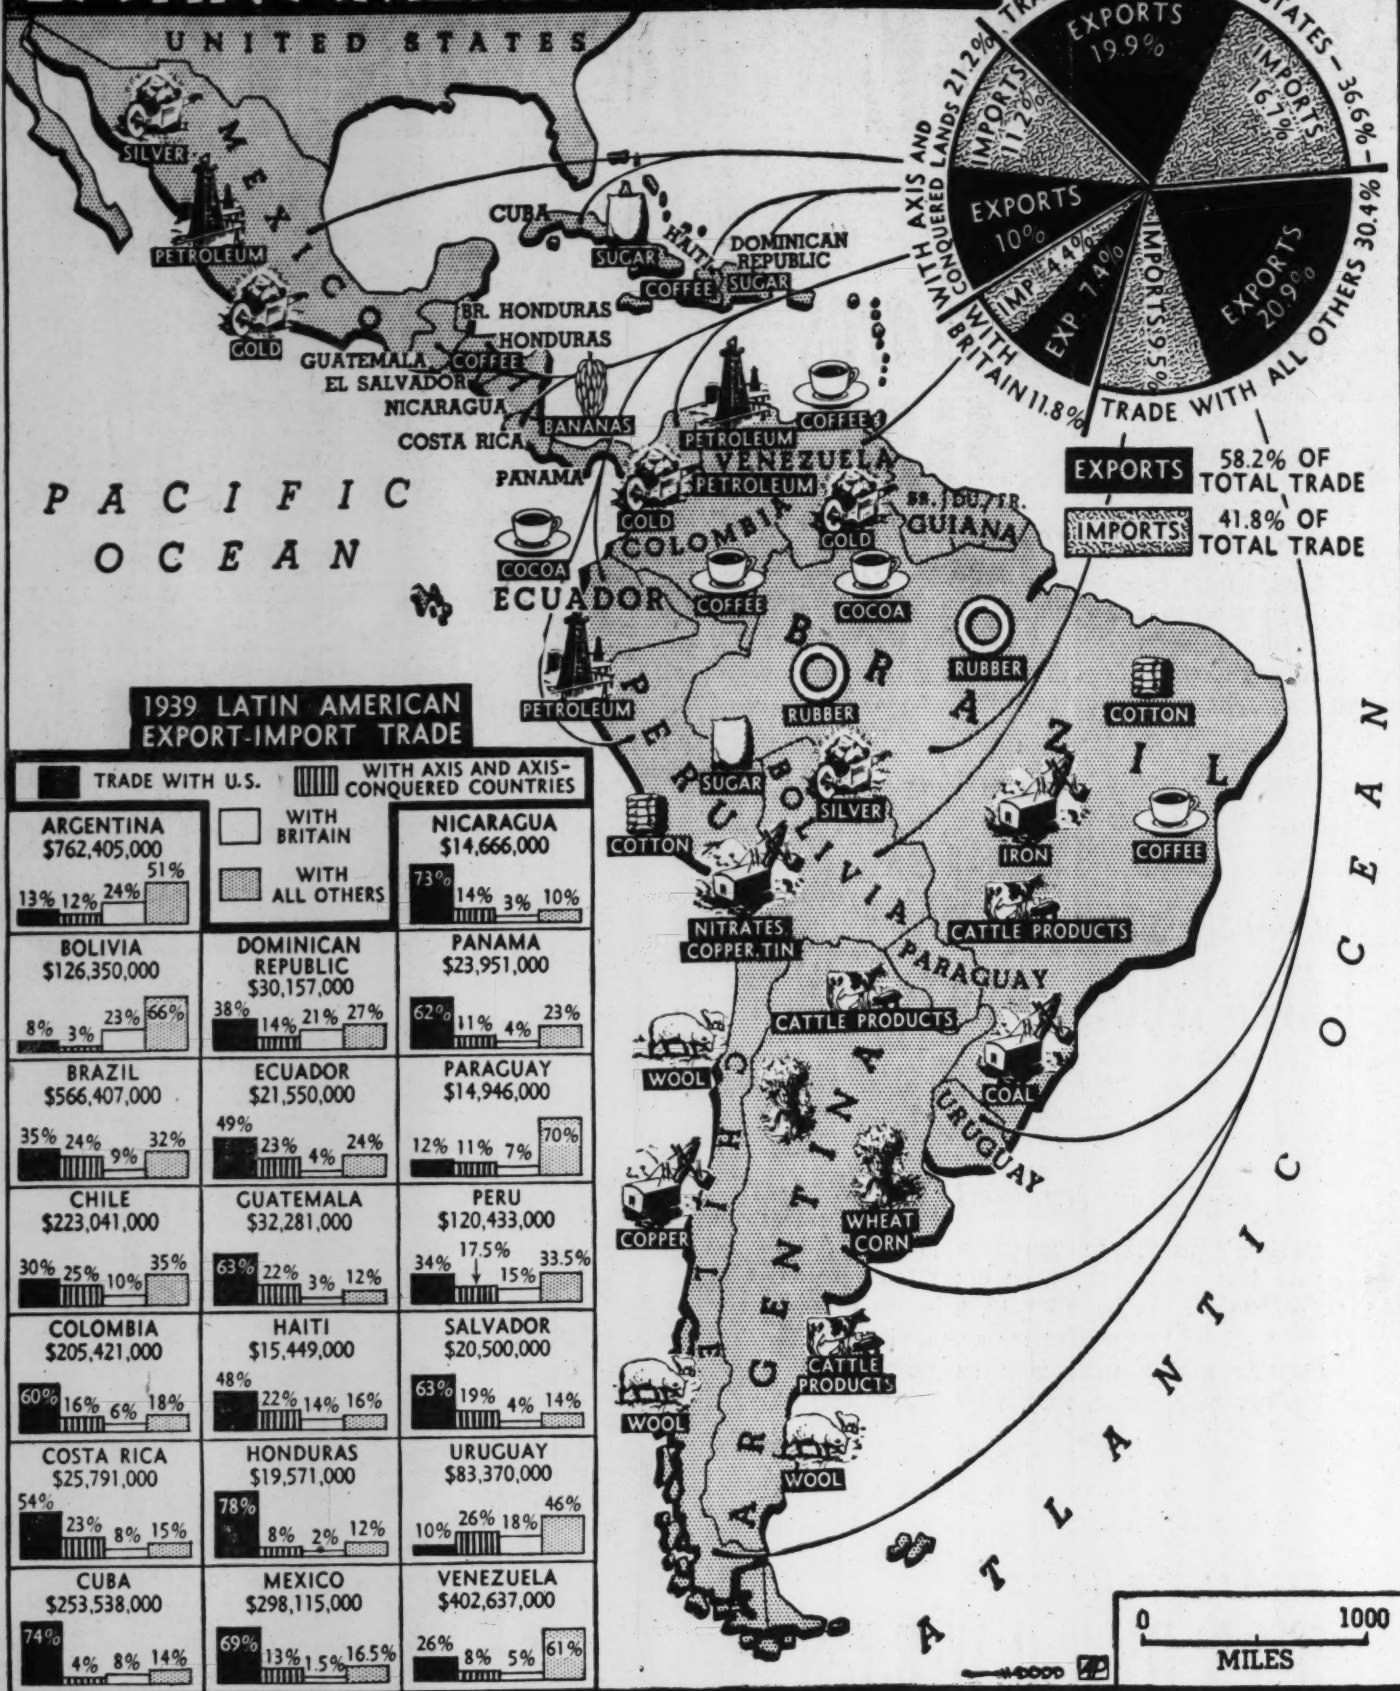 UNITED STATES
MEXICO
SILVER
PETROLEUM
GOLD
CUBA
SUGAR
HAITI
COFFEE
DOMINICAN
REPUBLIC
SUGAR
BR. HONDURAS
HONDURAS
GUATEMALA
COFFEE
EL SALVADOR
NICARAGUA
COSTA RICA
BANANAS
PANAMA
EXPORTS
19.9%
IMPORTS
16.7%
STATES – 36.6%
EXPORTS
20.9%
IMPORTS 9.5%
TRADE WITH ALL OTHERS 30.4%
EXP. 7.4%
IMP. 4.4%
WITH
BRITAIN 11.8%
EXPORTS
10%
IMPORTS
11.2%
WITH AXIS AND
CONQUERED LANDS 21.2%
EXPORTS
58.2% OF
TOTAL TRADE
IMPORTS
41.8% OF
TOTAL TRADE
PACIFIC
OCEAN
PETROLEUM
COFFEE
VENEZUELA
PETROLEUM
GOLD
COLOMBIA
GOLD
GUIANA
COCOA
ECUADOR
COFFEE
COCOA
PETROLEUM
PERU
BRAZIL
RUBBER
RUBBER
COTTON
SUGAR
SILVER
BOLIVIA
COTTON
IRON
COFFEE
NITRATES
COPPER.TIN
CATTLE PRODUCTS
PARAGUAY
CATTLE PRODUCTS
WOOL
CHILE
COAL
URUGUAY
COPPER
WHEAT
CORN
ARGENTINA
CATTLE
PRODUCTS
WOOL
WOOL
ATLANTIC OCEAN
1939 LATIN AMERICAN
EXPORT-IMPORT TRADE
TRADE WITH U.S.
WITH AXIS AND AXIS-
CONQUERED COUNTRIES
WITH
BRITAIN
WITH
ALL OTHERS
ARGENTINA
$762,405,000
13% 12% 24% 51%
NICARAGUA
$14,666,000
73% 14% 3% 10%
BOLIVIA
$126,350,000
8% 3% 23% 66%
DOMINICAN
REPUBLIC
$30,157,000
38% 14% 21% 27%
PANAMA
$23,951,000
62% 11% 4% 23%
BRAZIL
$566,407,000
35% 24% 9% 32%
ECUADOR
$21,550,000
49% 23% 4% 24%
PARAGUAY
$14,946,000
12% 11% 7% 70%
CHILE
$223,041,000
30% 25% 10% 35%
GUATEMALA
$32,281,000
63% 22% 3% 12%
PERU
$120,433,000
34% 17.5% 15% 33.5%
COLOMBIA
$205,421,000
60% 16% 6% 18%
HAITI
$15,449,000
48% 22% 14% 16%
SALVADOR
$20,500,000
63% 19% 4% 14%
COSTA RICA
$25,791,000
54% 23% 8% 15%
HONDURAS
$19,571,000
78% 8% 2% 12%
URUGUAY
$83,370,000
10% 26% 18% 46%
CUBA
$253,538,000
74% 4% 8% 14%
MEXICO
$298,115,000
69% 13% 1.5% 16.5%
VENEZUELA
$402,637,000
26% 8% 5% 61%
0 1000
MILES
AP